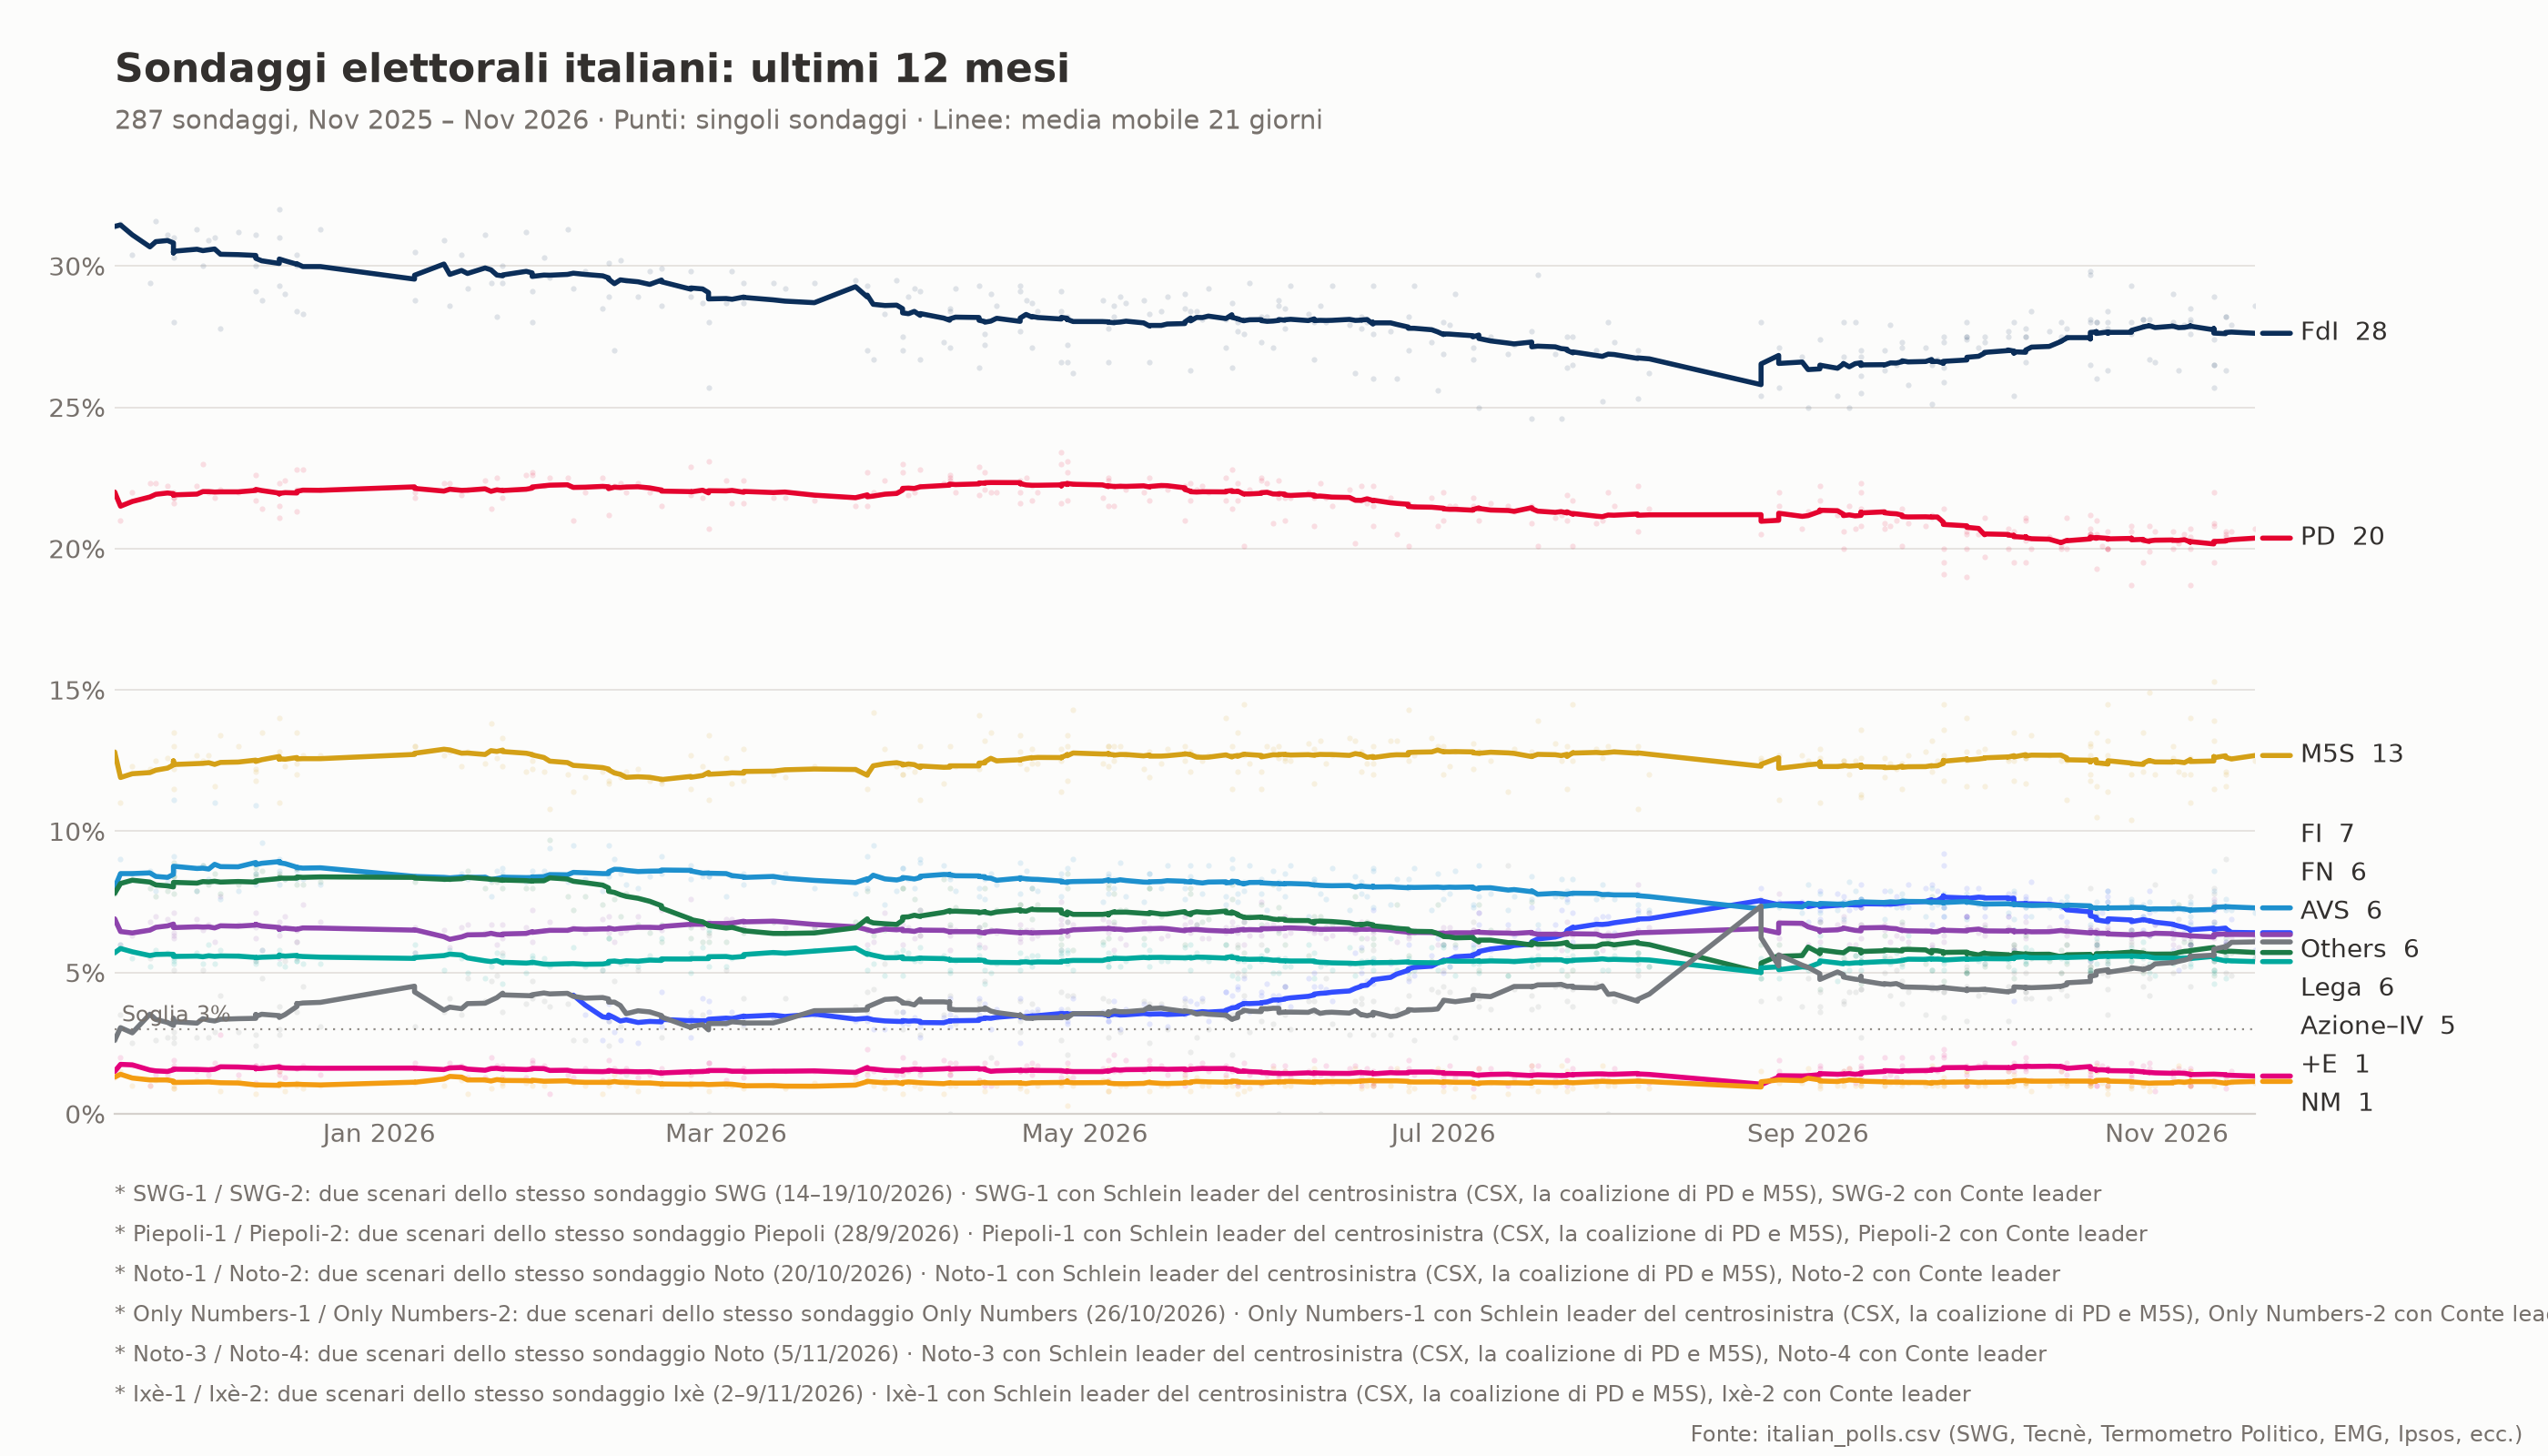 Sondaggi elettorali italiani: ultimi 12 mesi
287 sondaggi, Nov 2025 – Nov 2026 · Punti: singoli sondaggi · Linee: media mobile 21 giorni
30%
25%
20%
15%
10%
5%
0%
Soglia 3%
FdI 28
PD 20
M5S 13
FI 7
FN 6
AVS 6
Others 6
Lega 6
Azione–IV 5
+E 1
NM 1
Jan 2026
Mar 2026
May 2026
Jul 2026
Sep 2026
Nov 2026
* SWG-1 / SWG-2: due scenari dello stesso sondaggio SWG (14–19/10/2026) · SWG-1 con Schlein leader del centrosinistra (CSX, la coalizione di PD e M5S), SWG-2 con Conte leader
* Piepoli-1 / Piepoli-2: due scenari dello stesso sondaggio Piepoli (28/9/2026) · Piepoli-1 con Schlein leader del centrosinistra (CSX, la coalizione di PD e M5S), Piepoli-2 con Conte leader
* Noto-1 / Noto-2: due scenari dello stesso sondaggio Noto (20/10/2026) · Noto-1 con Schlein leader del centrosinistra (CSX, la coalizione di PD e M5S), Noto-2 con Conte leader
* Only Numbers-1 / Only Numbers-2: due scenari dello stesso sondaggio Only Numbers (26/10/2026) · Only Numbers-1 con Schlein leader del centrosinistra (CSX, la coalizione di PD e M5S), Only Numbers-2 con Conte
* Noto-3 / Noto-4: due scenari dello stesso sondaggio Noto (5/11/2026) · Noto-3 con Schlein leader del centrosinistra (CSX, la coalizione di PD e M5S), Noto-4 con Conte leader
* Ixè-1 / Ixè-2: due scenari dello stesso sondaggio Ixè (2–9/11/2026) · Ixè-1 con Schlein leader del centrosinistra (CSX, la coalizione di PD e M5S), Ixè-2 con Conte leader
Fonte: italian_polls.csv (SWG, Tecnè, Termometro Politico, EMG, Ipsos, ecc.)